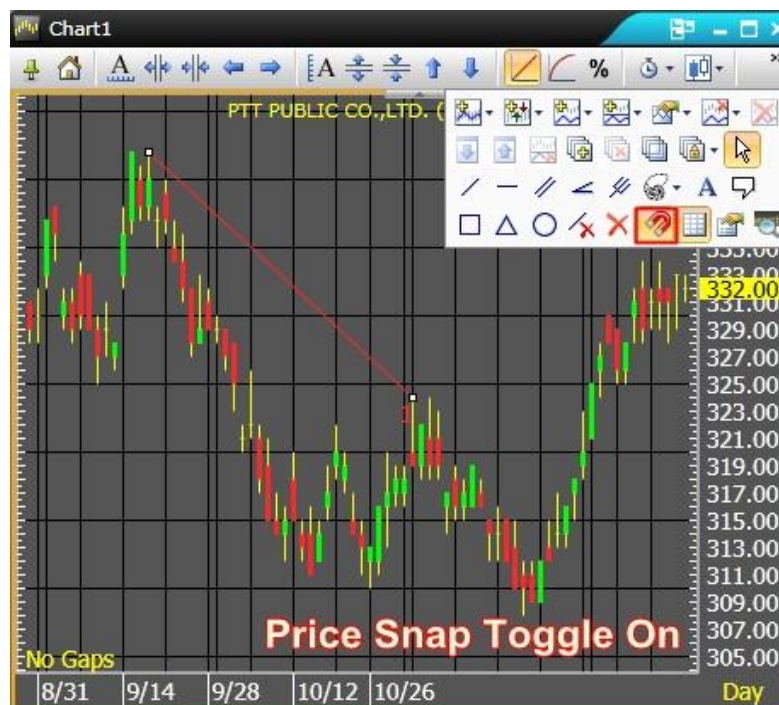 Chart1
A A %
PTT PUBLIC CO.,LTD. (
A
333.00
332.00
331.00
329.00
327.00
325.00
323.00
321.00
319.00
317.00
315.00
313.00
311.00
309.00
Price Snap Toggle On
307.00
No Gaps
305.00
8/31 9/14 9/28 10/12 10/26 Day